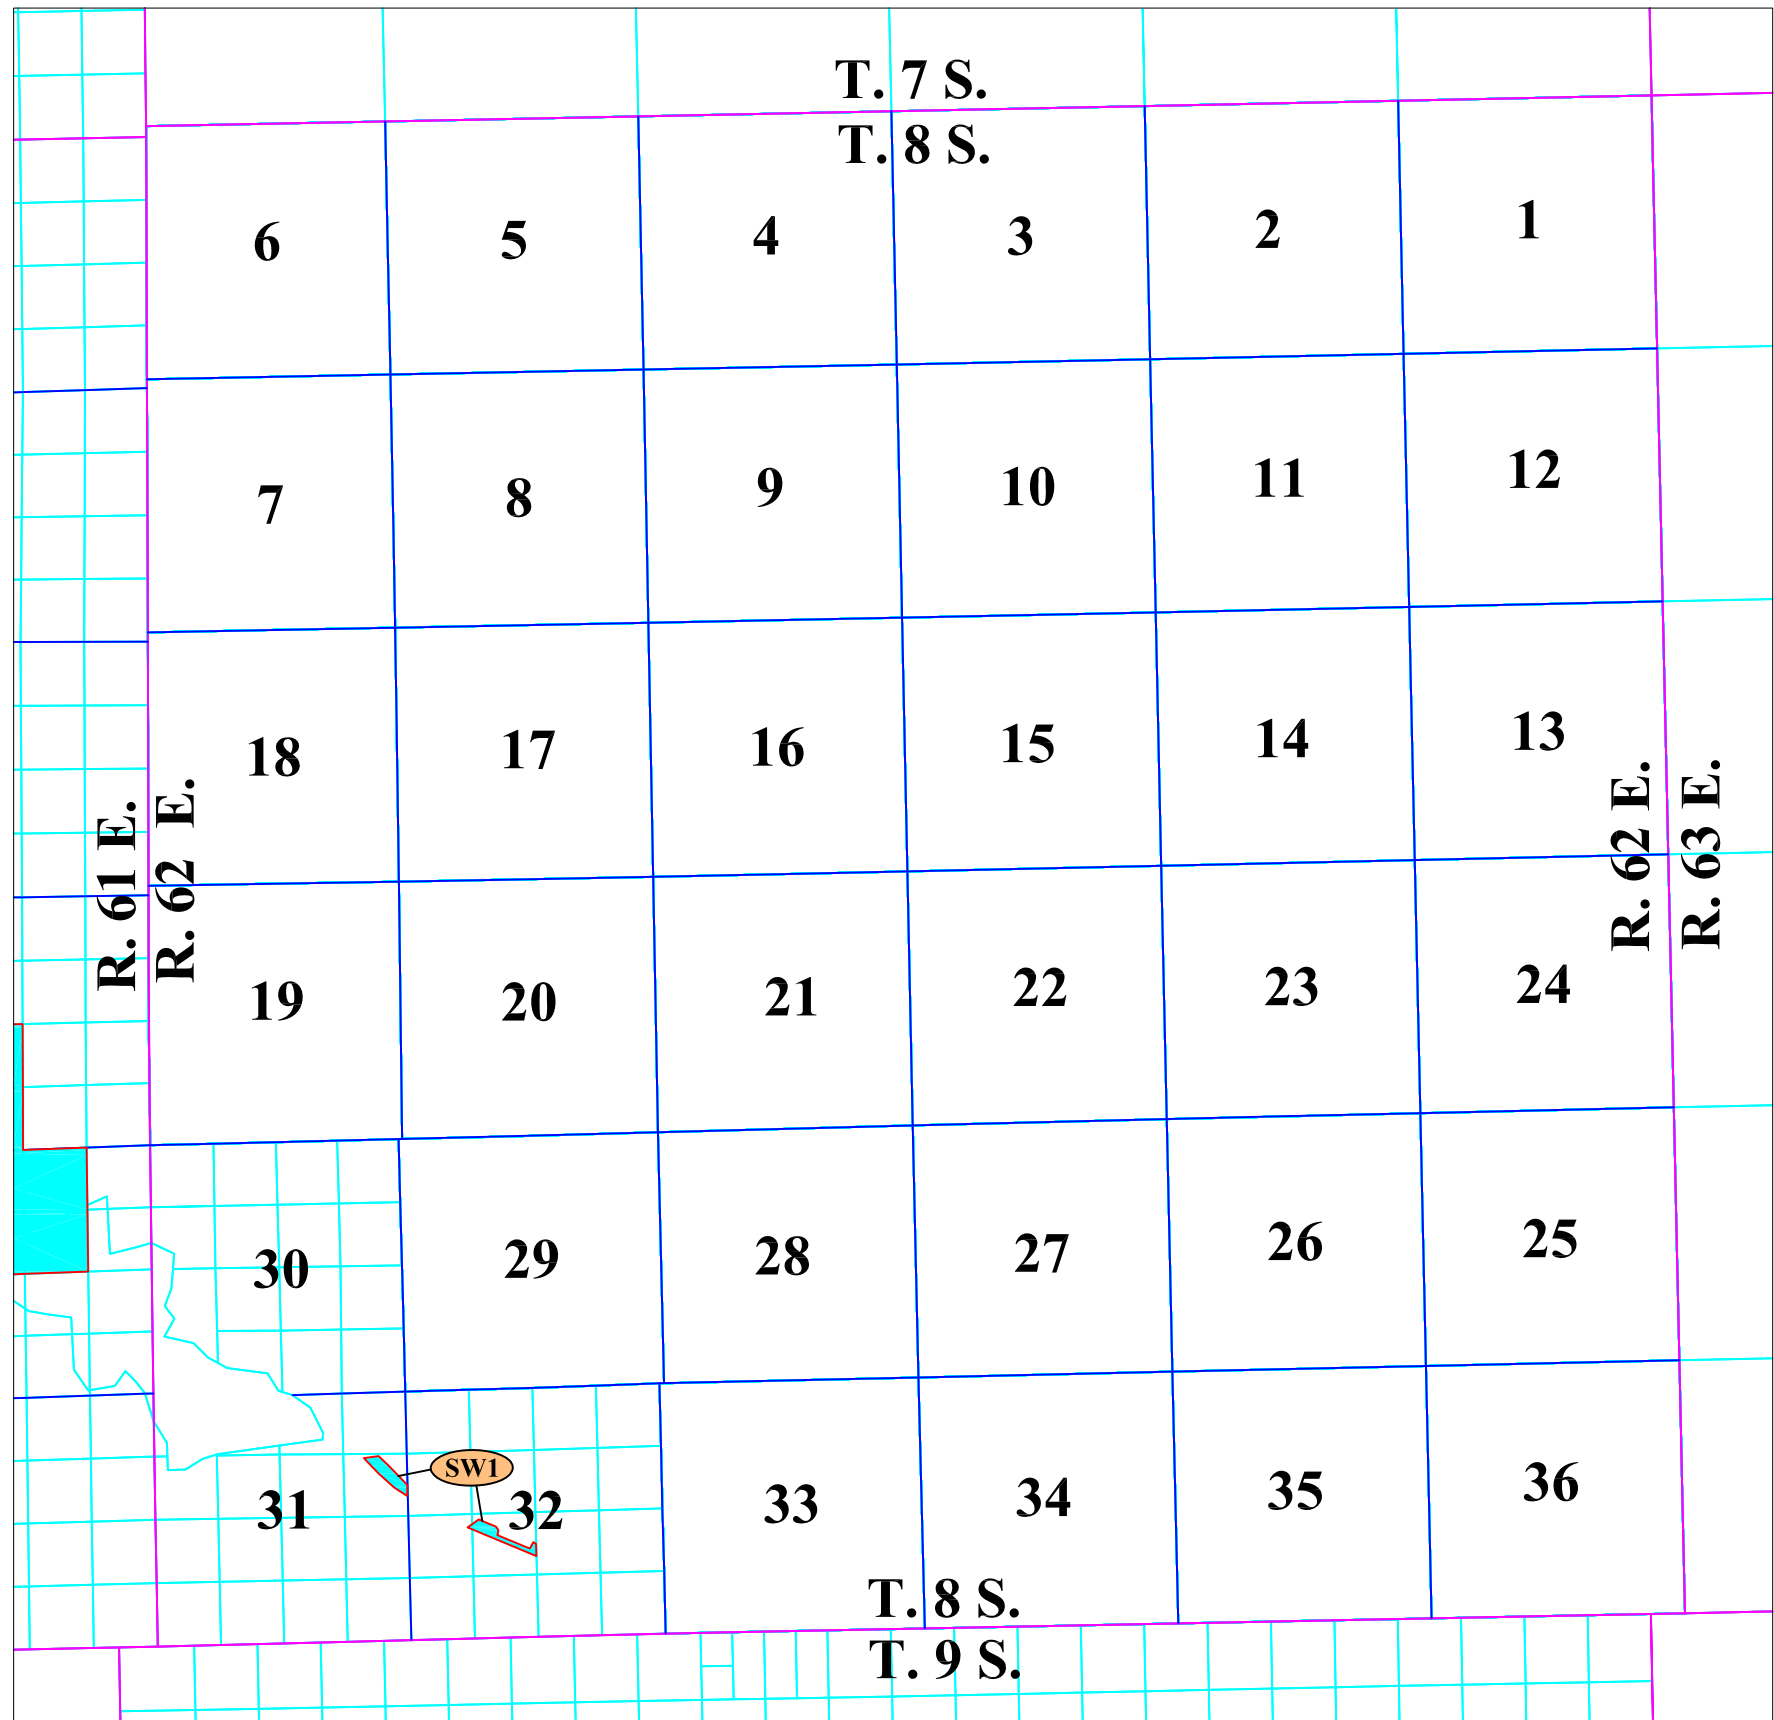 T. 7 S.
T. 8 S.
6 5 4 3 2 1
7 8 9 10 11 12
18 17 16 15 14 13
R. 61 E.
R. 62 E.
R. 62 E.
R. 63 E.
19 20 21 22 23 24
30 29 28 27 26 25
SW1
31 32 33 34 35 36
T. 8 S.
T. 9 S.